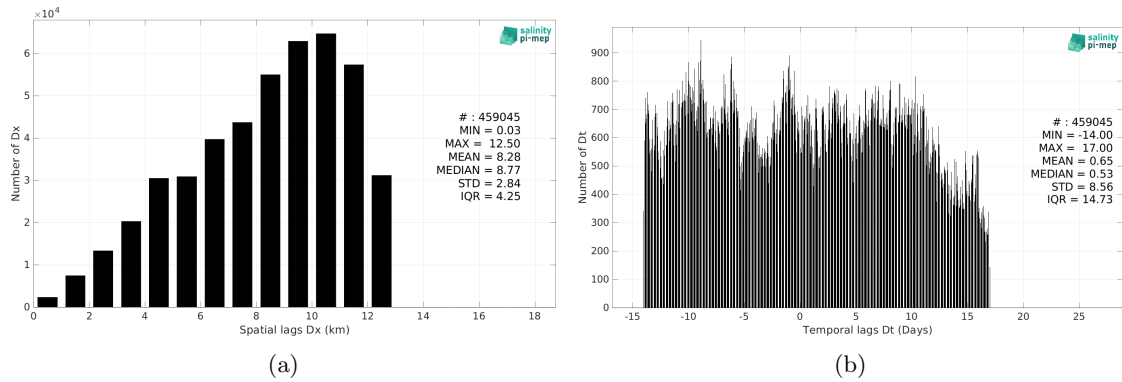 ×10⁴
6
5
4
3
2
1
0
Number of Dx
0 2 4 6 8 10 12 14 16 18
Spatial lags Dx (km)
salinity
pi-mep
# : 459045
MIN = 0.03
MAX = 12.50
MEAN = 8.28
MEDIAN = 8.77
STD = 2.84
IQR = 4.25
(a)
900
800
700
600
500
400
300
200
100
0
Number of Dt
-15 -10 -5 0 5 10 15 20 25
Temporal lags Dt (Days)
salinity
pi-mep
# : 459045
MIN = -14.00
MAX = 17.00
MEAN = 0.65
MEDIAN = 0.53
STD = 8.56
IQR = 14.73
(b)